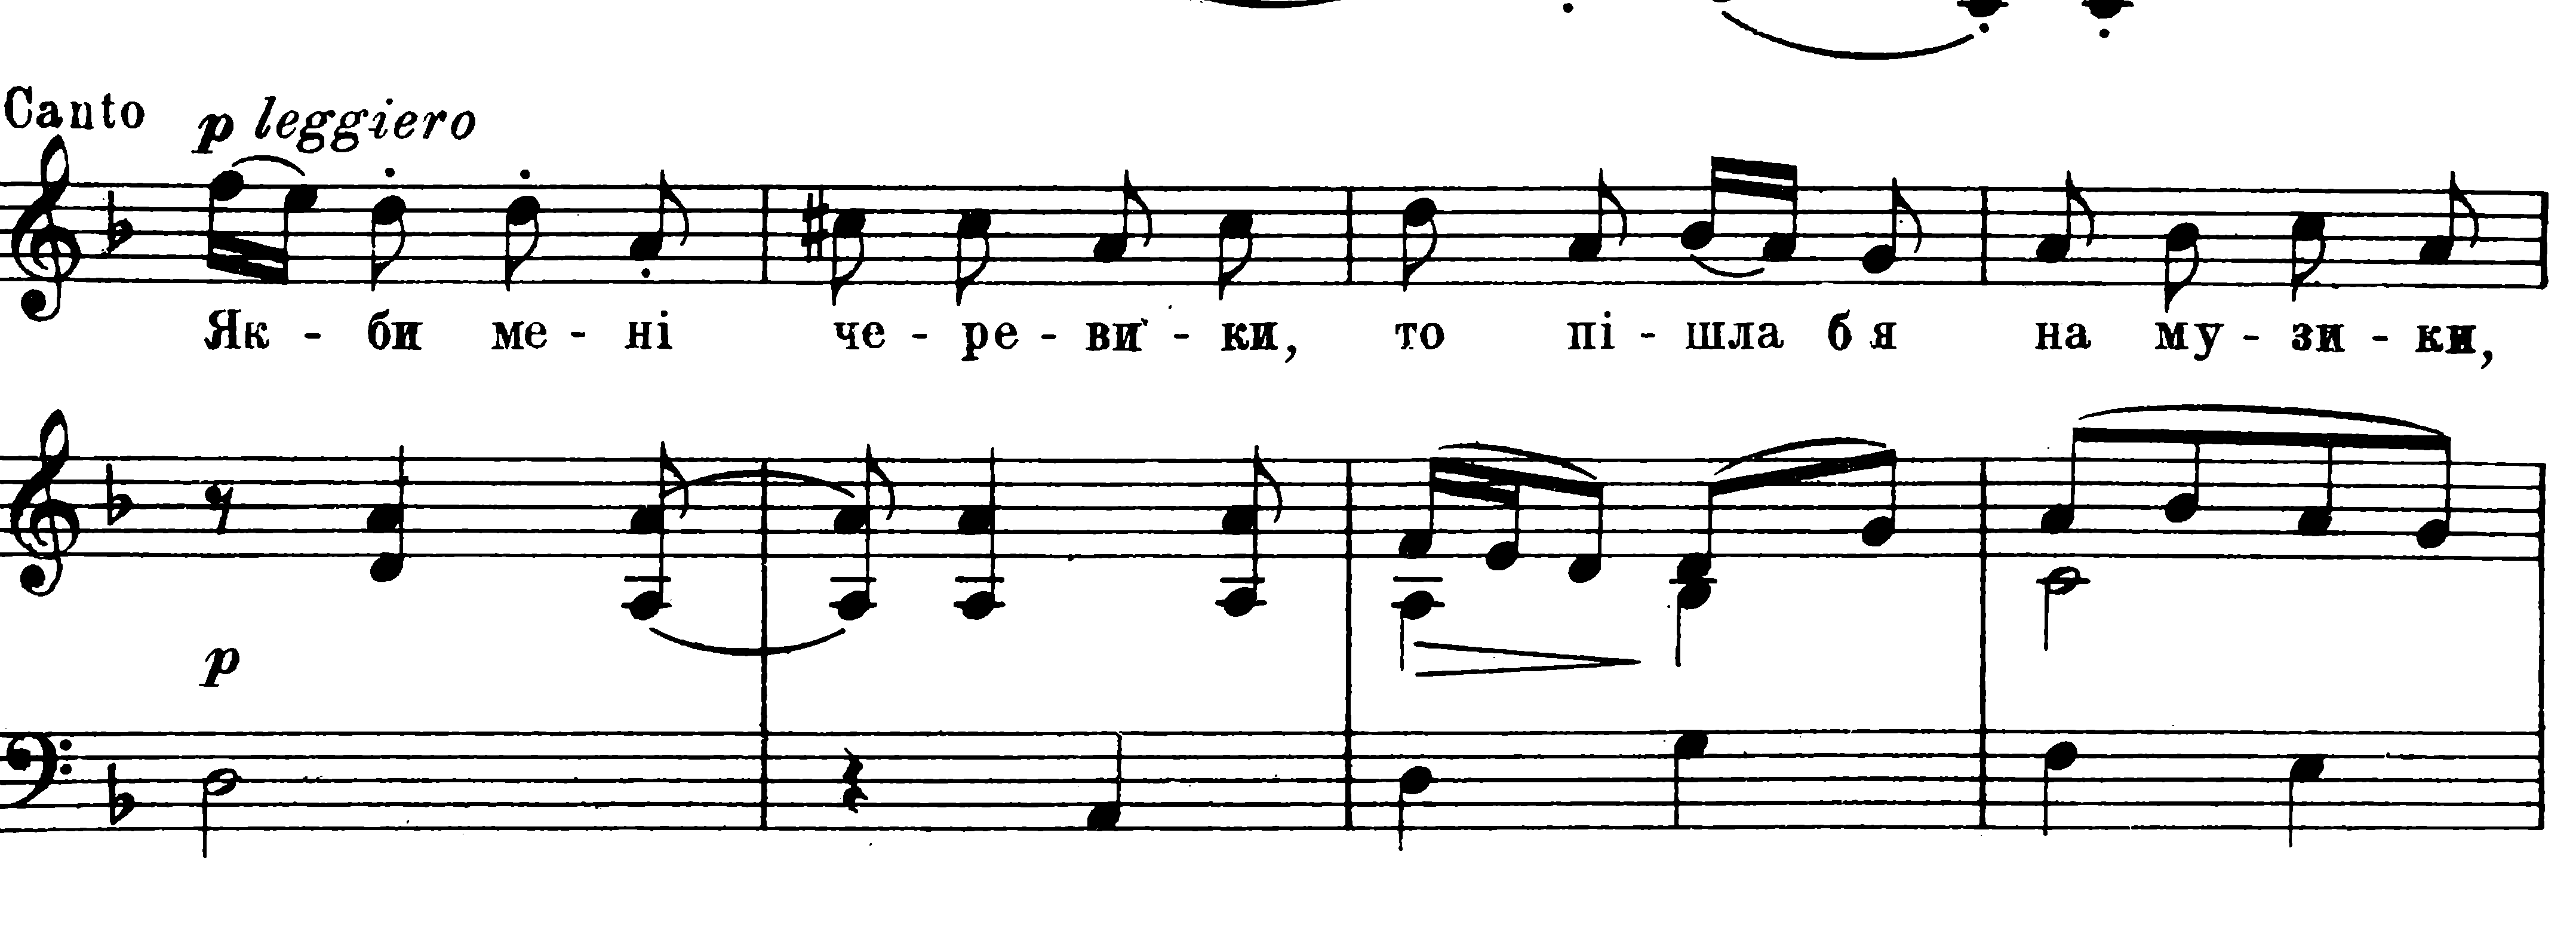 Canto p leggiero
Як - би ме - ні че - ре - ви - ки, то пі - шла б я на му - зи - ки,
p